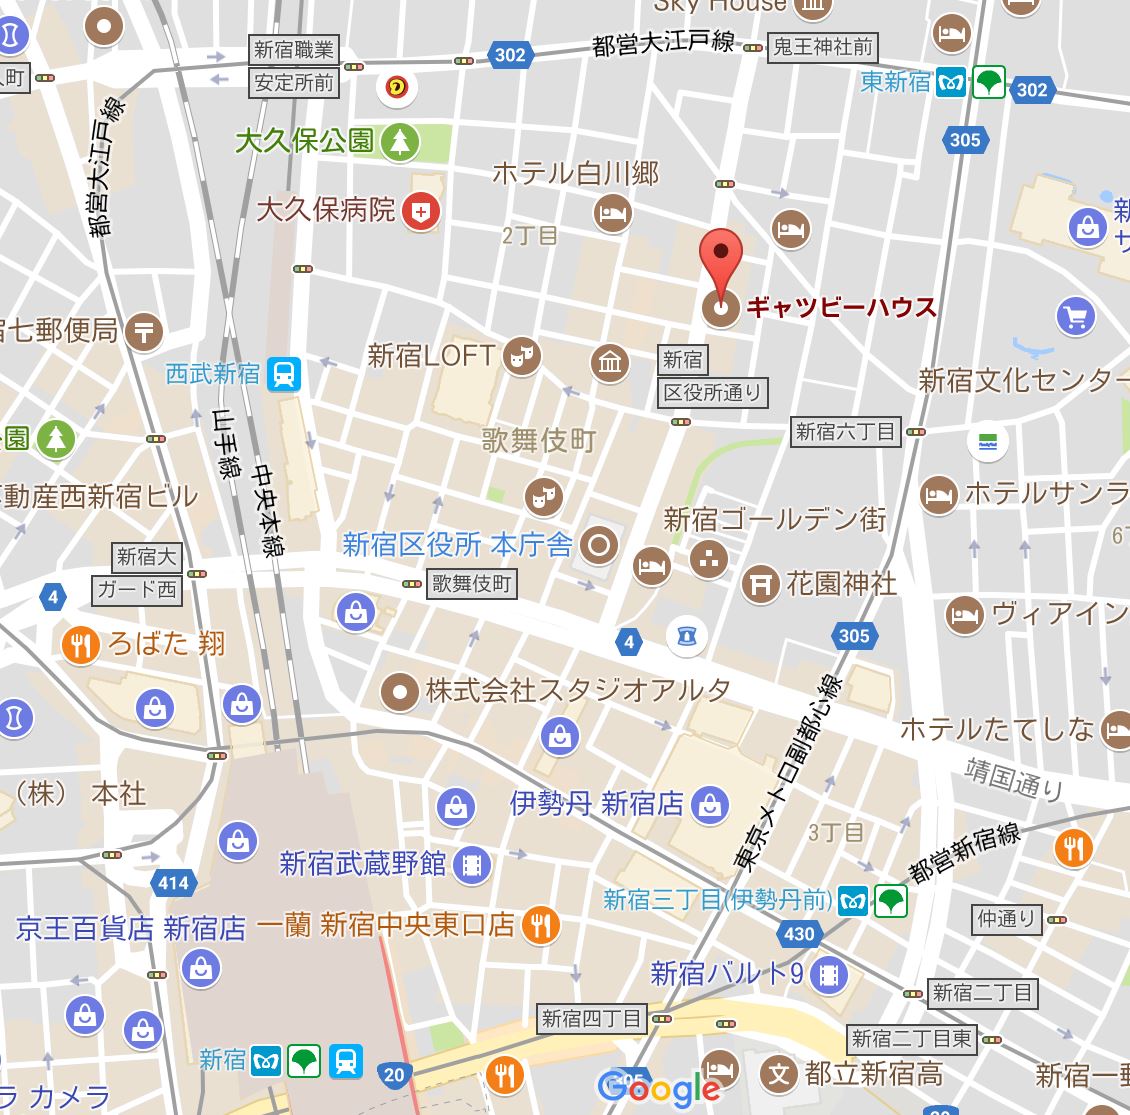 Sky House
新宿職業
安定所前
302
都営大江戸線
鬼王神社前
東新宿
302
305
都営大江戸線
大久保公園
ホテル白川郷
大久保病院
2丁目
ギャツビーハウス
西武新宿
新宿LOFT
新宿
区役所通り
新宿文化センター
山手線
中央本線
歌舞伎町
新宿六丁目
動産西新宿ビル
ホテルサンラ
新宿ゴールデン街
新宿区役所 本庁舎
新宿大
ガード西
歌舞伎町
花園神社
4
ヴィアイン
ろばた 翔
4
305
株式会社スタジオアルタ
東京メトロ副都心線
ホテルたてしな
靖国通り
(株) 本社
伊勢丹 新宿店
3丁目
都営新宿線
新宿武蔵野館
414
新宿三丁目(伊勢丹前)
京王百貨店 新宿店
一蘭 新宿中央東口店
仲通り
430
新宿バルト9
新宿二丁目
新宿四丁目
新宿二丁目東
新宿
20
都立新宿高
Google
カメラ